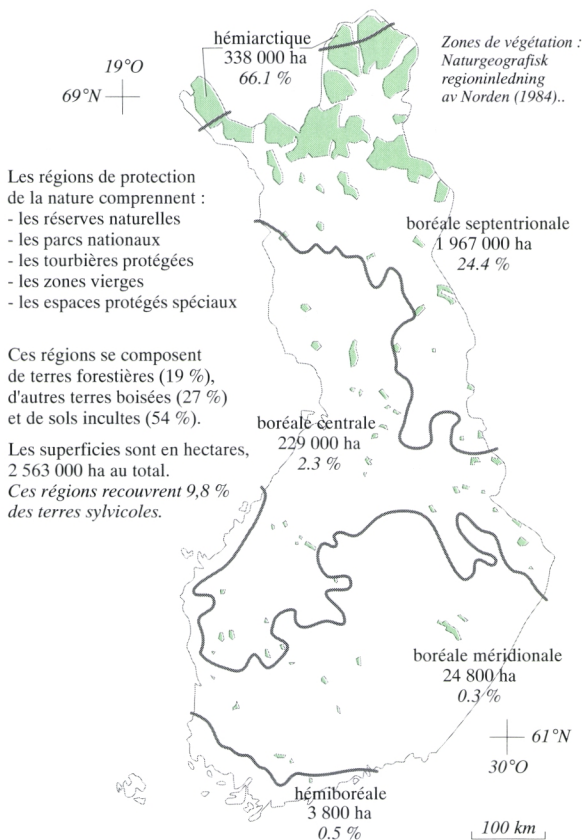 hémiarctique
338 000 ha
66.1 %
Zones de végétation :
Naturgeografisk
regioninledning
av Norden (1984)..
19°O
69°N
Les régions de protection
de la nature comprennent :
- les réserves naturelles
- les parcs nationaux
- les tourbières protégées
- les zones vierges
- les espaces protégés spéciaux
boréale septentrionale
1 967 000 ha
24.4 %
Ces régions se composent
de terres forestières (19 %),
d'autres terres boisées (27 %)
et de sols incultes (54 %).
Les superficies sont en hectares,
2 563 000 ha au total.
Ces régions recouvrent 9,8 %
des terres sylvicoles.
boréale centrale
229 000 ha
2.3 %
boréale méridionale
24 800 ha
0.3 %
61°N
30°O
hémiboréale
3 800 ha
0.5 %
100 km